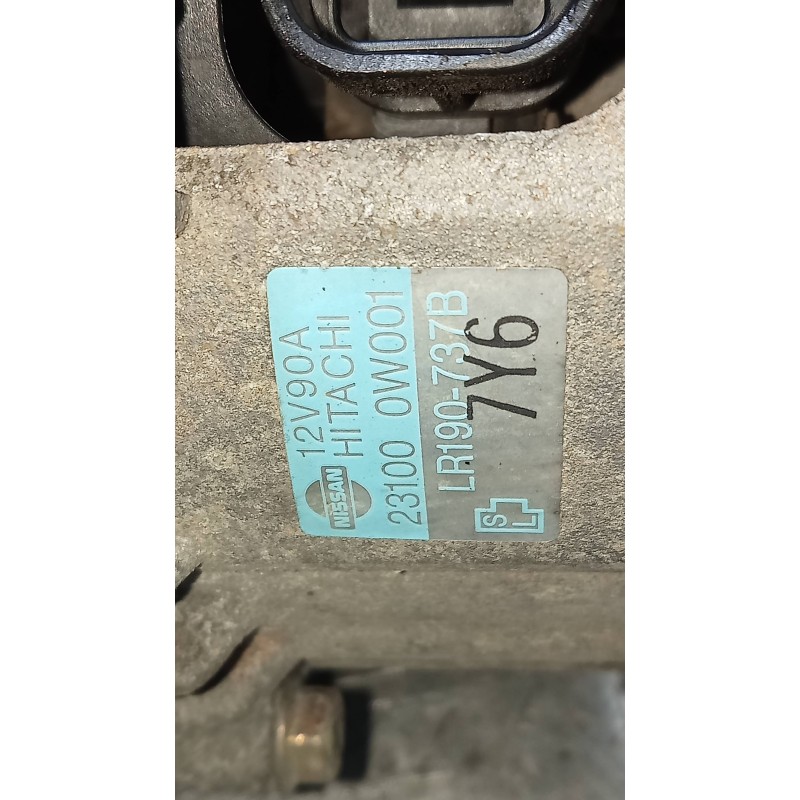 12V90A
NISSAN HITACHI
23100 0W001
LR190-737B
7Y6
S
L